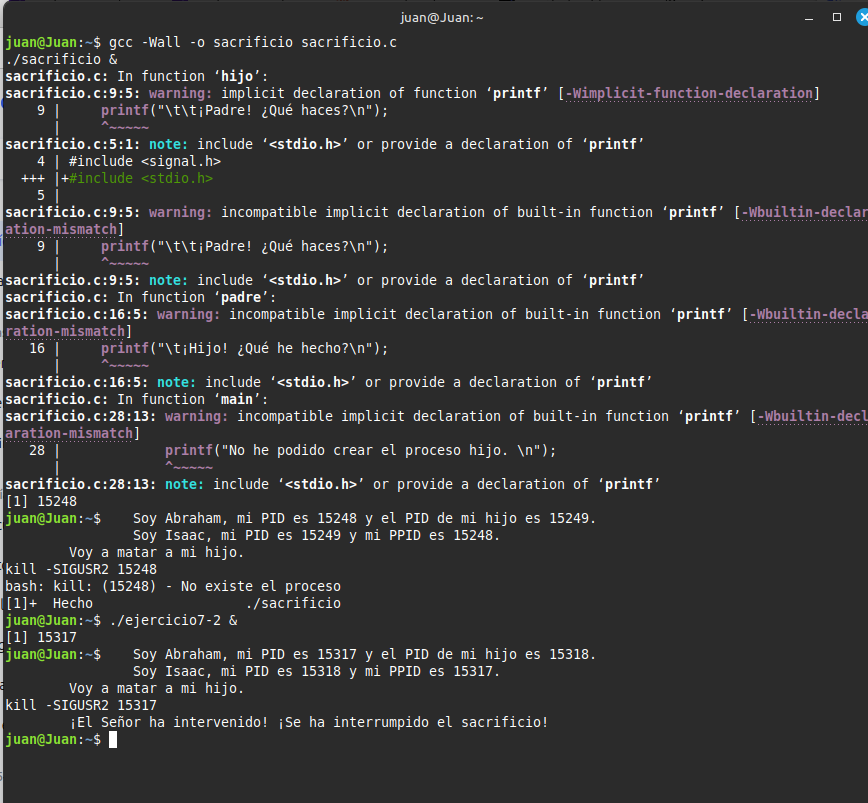 juan@Juan: ~
juan@Juan:~$ gcc -Wall -o sacrificio sacrificio.c
./sacrificio &
sacrificio.c: In function ‘hijo’:
sacrificio.c:9:5: warning: implicit declaration of function ‘printf’ [-Wimplicit-function-declaration]
    9 |     printf("\t\t¡Padre! ¿Qué haces?\n");
      |     ^~~~~~
sacrificio.c:5:1: note: include ‘<stdio.h>’ or provide a declaration of ‘printf’
    4 | #include <signal.h>
  +++ |+#include <stdio.h>
    5 |
sacrificio.c:9:5: warning: incompatible implicit declaration of built-in function ‘printf’ [-Wbuiltin-declar
ation-mismatch]
    9 |     printf("\t\t¡Padre! ¿Qué haces?\n");
      |     ^~~~~~
sacrificio.c:9:5: note: include ‘<stdio.h>’ or provide a declaration of ‘printf’
sacrificio.c: In function ‘padre’:
sacrificio.c:16:5: warning: incompatible implicit declaration of built-in function ‘printf’ [-Wbuiltin-decla
ration-mismatch]
   16 |     printf("\t¡Hijo! ¿Qué he hecho?\n");
      |     ^~~~~~
sacrificio.c:16:5: note: include ‘<stdio.h>’ or provide a declaration of ‘printf’
sacrificio.c: In function ‘main’:
sacrificio.c:28:13: warning: incompatible implicit declaration of built-in function ‘printf’ [-Wbuiltin-decl
aration-mismatch]
   28 |             printf("No he podido crear el proceso hijo. \n");
      |             ^~~~~~
sacrificio.c:28:13: note: include ‘<stdio.h>’ or provide a declaration of ‘printf’
[1] 15248
juan@Juan:~$    Soy Abraham, mi PID es 15248 y el PID de mi hijo es 15249.
                Soy Isaac, mi PID es 15249 y mi PPID es 15248.
        Voy a matar a mi hijo.
kill -SIGUSR2 15248
bash: kill: (15248) - No existe el proceso
[1]+  Hecho                   ./sacrificio
juan@Juan:~$ ./ejercicio7-2 &
[1] 15317
juan@Juan:~$    Soy Abraham, mi PID es 15317 y el PID de mi hijo es 15318.
                Soy Isaac, mi PID es 15318 y mi PPID es 15317.
        Voy a matar a mi hijo.
kill -SIGUSR2 15317
        ¡El Señor ha intervenido! ¡Se ha interrumpido el sacrificio!
juan@Juan:~$